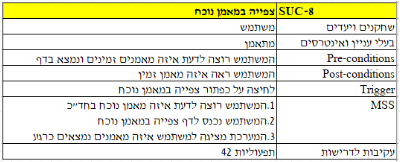 SUC-8 צפייה במאמן נוכח
שחקנים ויעדים משתמש
בעלי עניין ואינטרסים מתאמן
Pre-conditions המשתמש רוצה לדעת איזה מאמנים זמינים ונמצא בדף
Post-conditions המשתמש ראה איזה מאמן זמין
Trigger לחיצה על כפתור צפייה במאמן נוכח
MSS 1.המשתמש רוצה לדעת איזה מאמן נוכח בחד"כ
2.המשתמש נכנס לדף צפייה במאמן נוכח
3.המערכת מציגה למשתמש איזה מאמנים נמצאים כרגע
עקיבות לדרישות תפעוליות 42